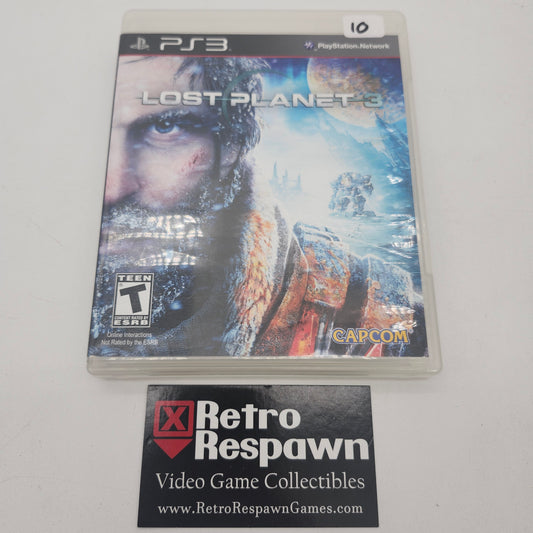 10
PS3
PlayStation Network
LOST PLANET 3
TEEN
T
CONTENT RATED BY
ESRB
Online Interactions
Not Rated by the ESRB
CAPCOM
X
Retro
Respawn
Video Game Collectibles
www.RetroRespawnGames.com